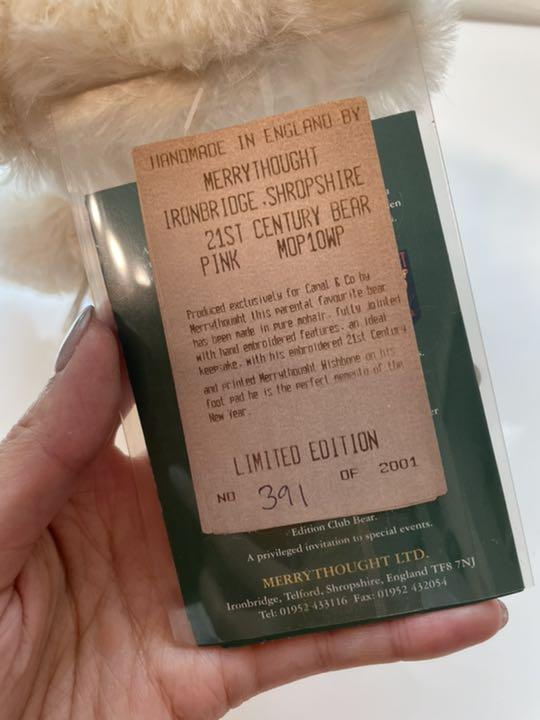 HANDMADE IN ENGLAND BY
MERRYTHOUGHT
IRONBRIDGE.SHROPSHIRE
21ST CENTURY BEAR
PINK MOP10WP
Produced exclusively for Canal & Co by
Merrythought this parental favourite bear
has been made in pure mohair. fully jointed
with hand embroidered features. an ideal
keepsake. with his embroidered 21st Century
and printed Merrythought Wishbone on his
foot pad he is the perfect memento of the
New Year.
LIMITED EDITION
NO 391 OF 2001
Edition Club Bear.
A privileged invitation to special events.
MERRYTHOUGHT LTD.
Ironbridge, Telford, Shropshire, England TF8 7NJ
Tel: 01952 433116 Fax: 01952 432054